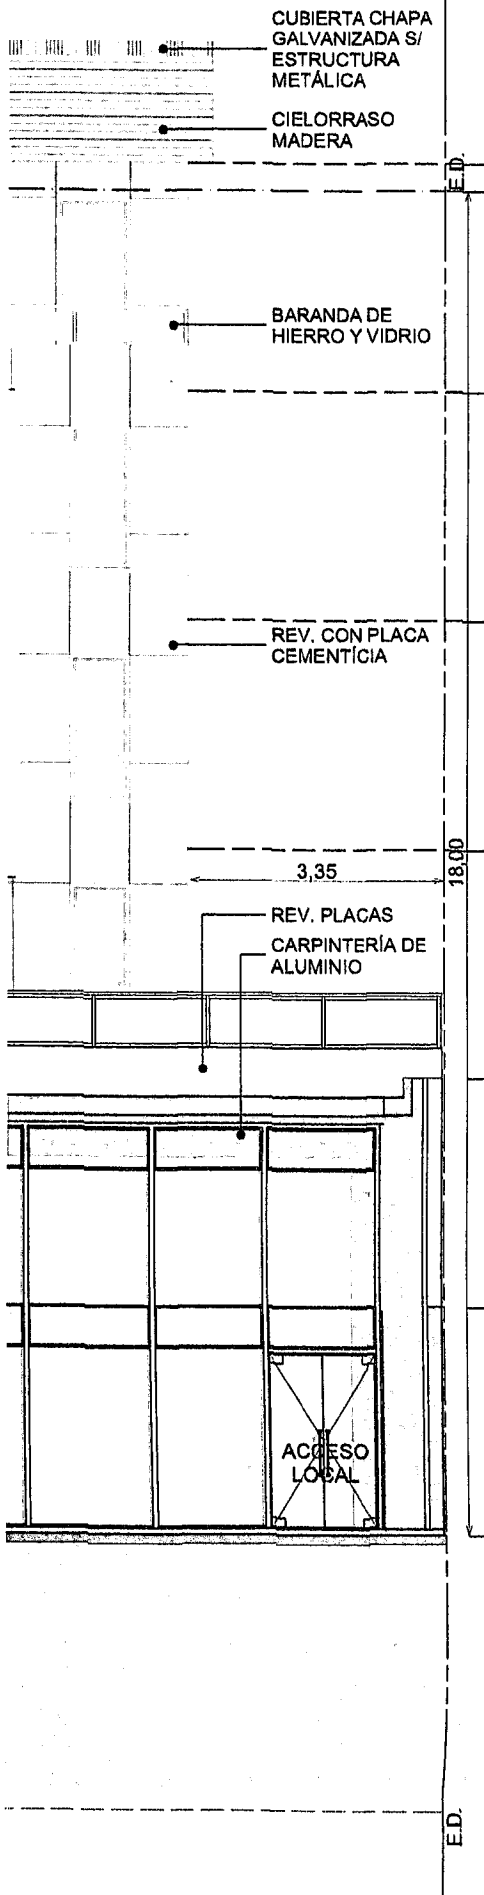 CUBIERTA CHAPA
GALVANIZADA S/
ESTRUCTURA
METÁLICA
CIELORRASO
MADERA
E.D.
BARANDA DE
HIERRO Y VIDRIO
REV. CON PLACA
CEMENTÍCIA
3,35
18,00
REV. PLACAS
CARPINTERÍA DE
ALUMINIO
ACCESO
LOCAL
E.D.